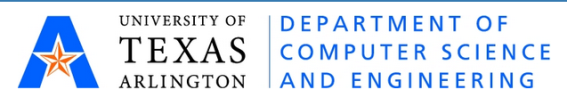 UNIVERSITY OF
TEXAS
ARLINGTON
DEPARTMENT OF
COMPUTER SCIENCE
AND ENGINEERING